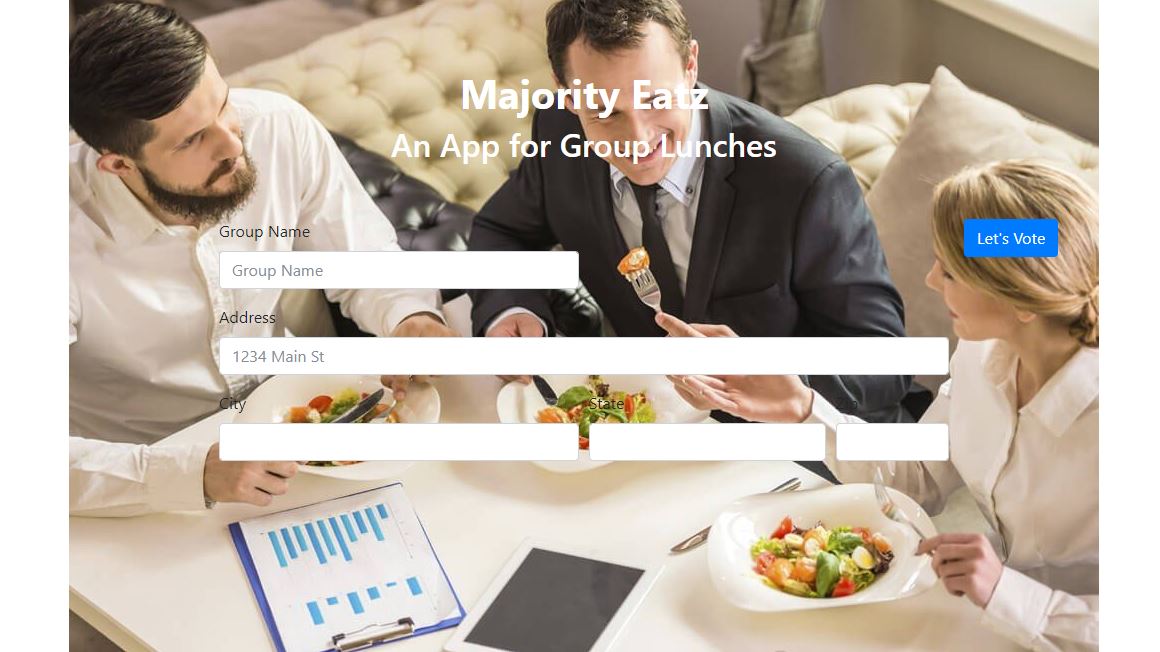 Majority Eatz
An App for Group Lunches
Group Name
Let's Vote
Group Name
Address
1234 Main St
City State